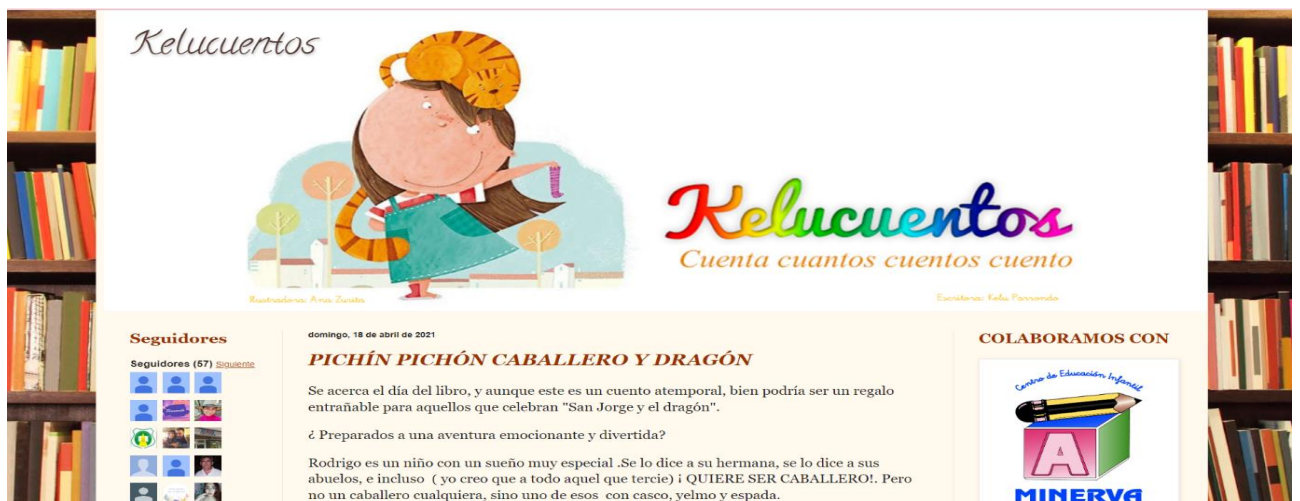 Kelucuentos
Kelucuentos
Cuenta cuantos cuentos cuento
Ilustradora: Ana Zurita
Escritora: Kelu Parrondo
Seguidores
Seguidores (57) Siguiente
domingo, 18 de abril de 2021
PICHÍN PICHÓN CABALLERO Y DRAGÓN
Se acerca el día del libro, y aunque este es un cuento atemporal, bien podría ser un regalo
entrañable para aquellos que celebran "San Jorge y el dragón".
¿ Preparados a una aventura emocionante y divertida?
Rodrigo es un niño con un sueño muy especial .Se lo dice a su hermana, se lo dice a sus
abuelos, e incluso ( yo creo que a todo aquel que tercie) ¡ QUIERE SER CABALLERO!. Pero
no un caballero cualquiera, sino uno de esos con casco, yelmo y espada.
COLABORAMOS CON
Centro de Educación Infantil
A
MINERVA